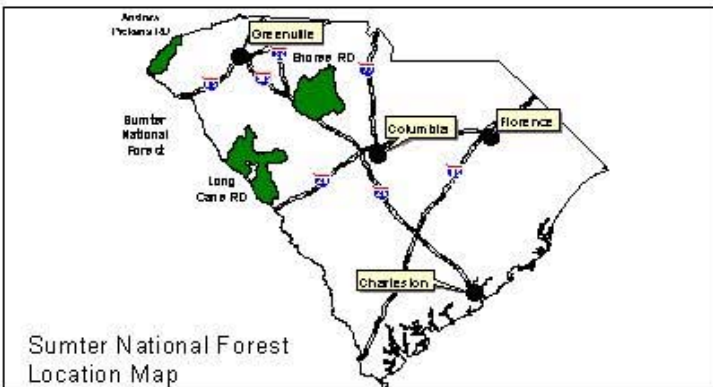 Andrew
Pickens RD
Greenville
Enoree RD
Sumter
National
Forest
Columbia
Florence
Long
Cane RD
Charleston
Sumter National Forest
Location Map